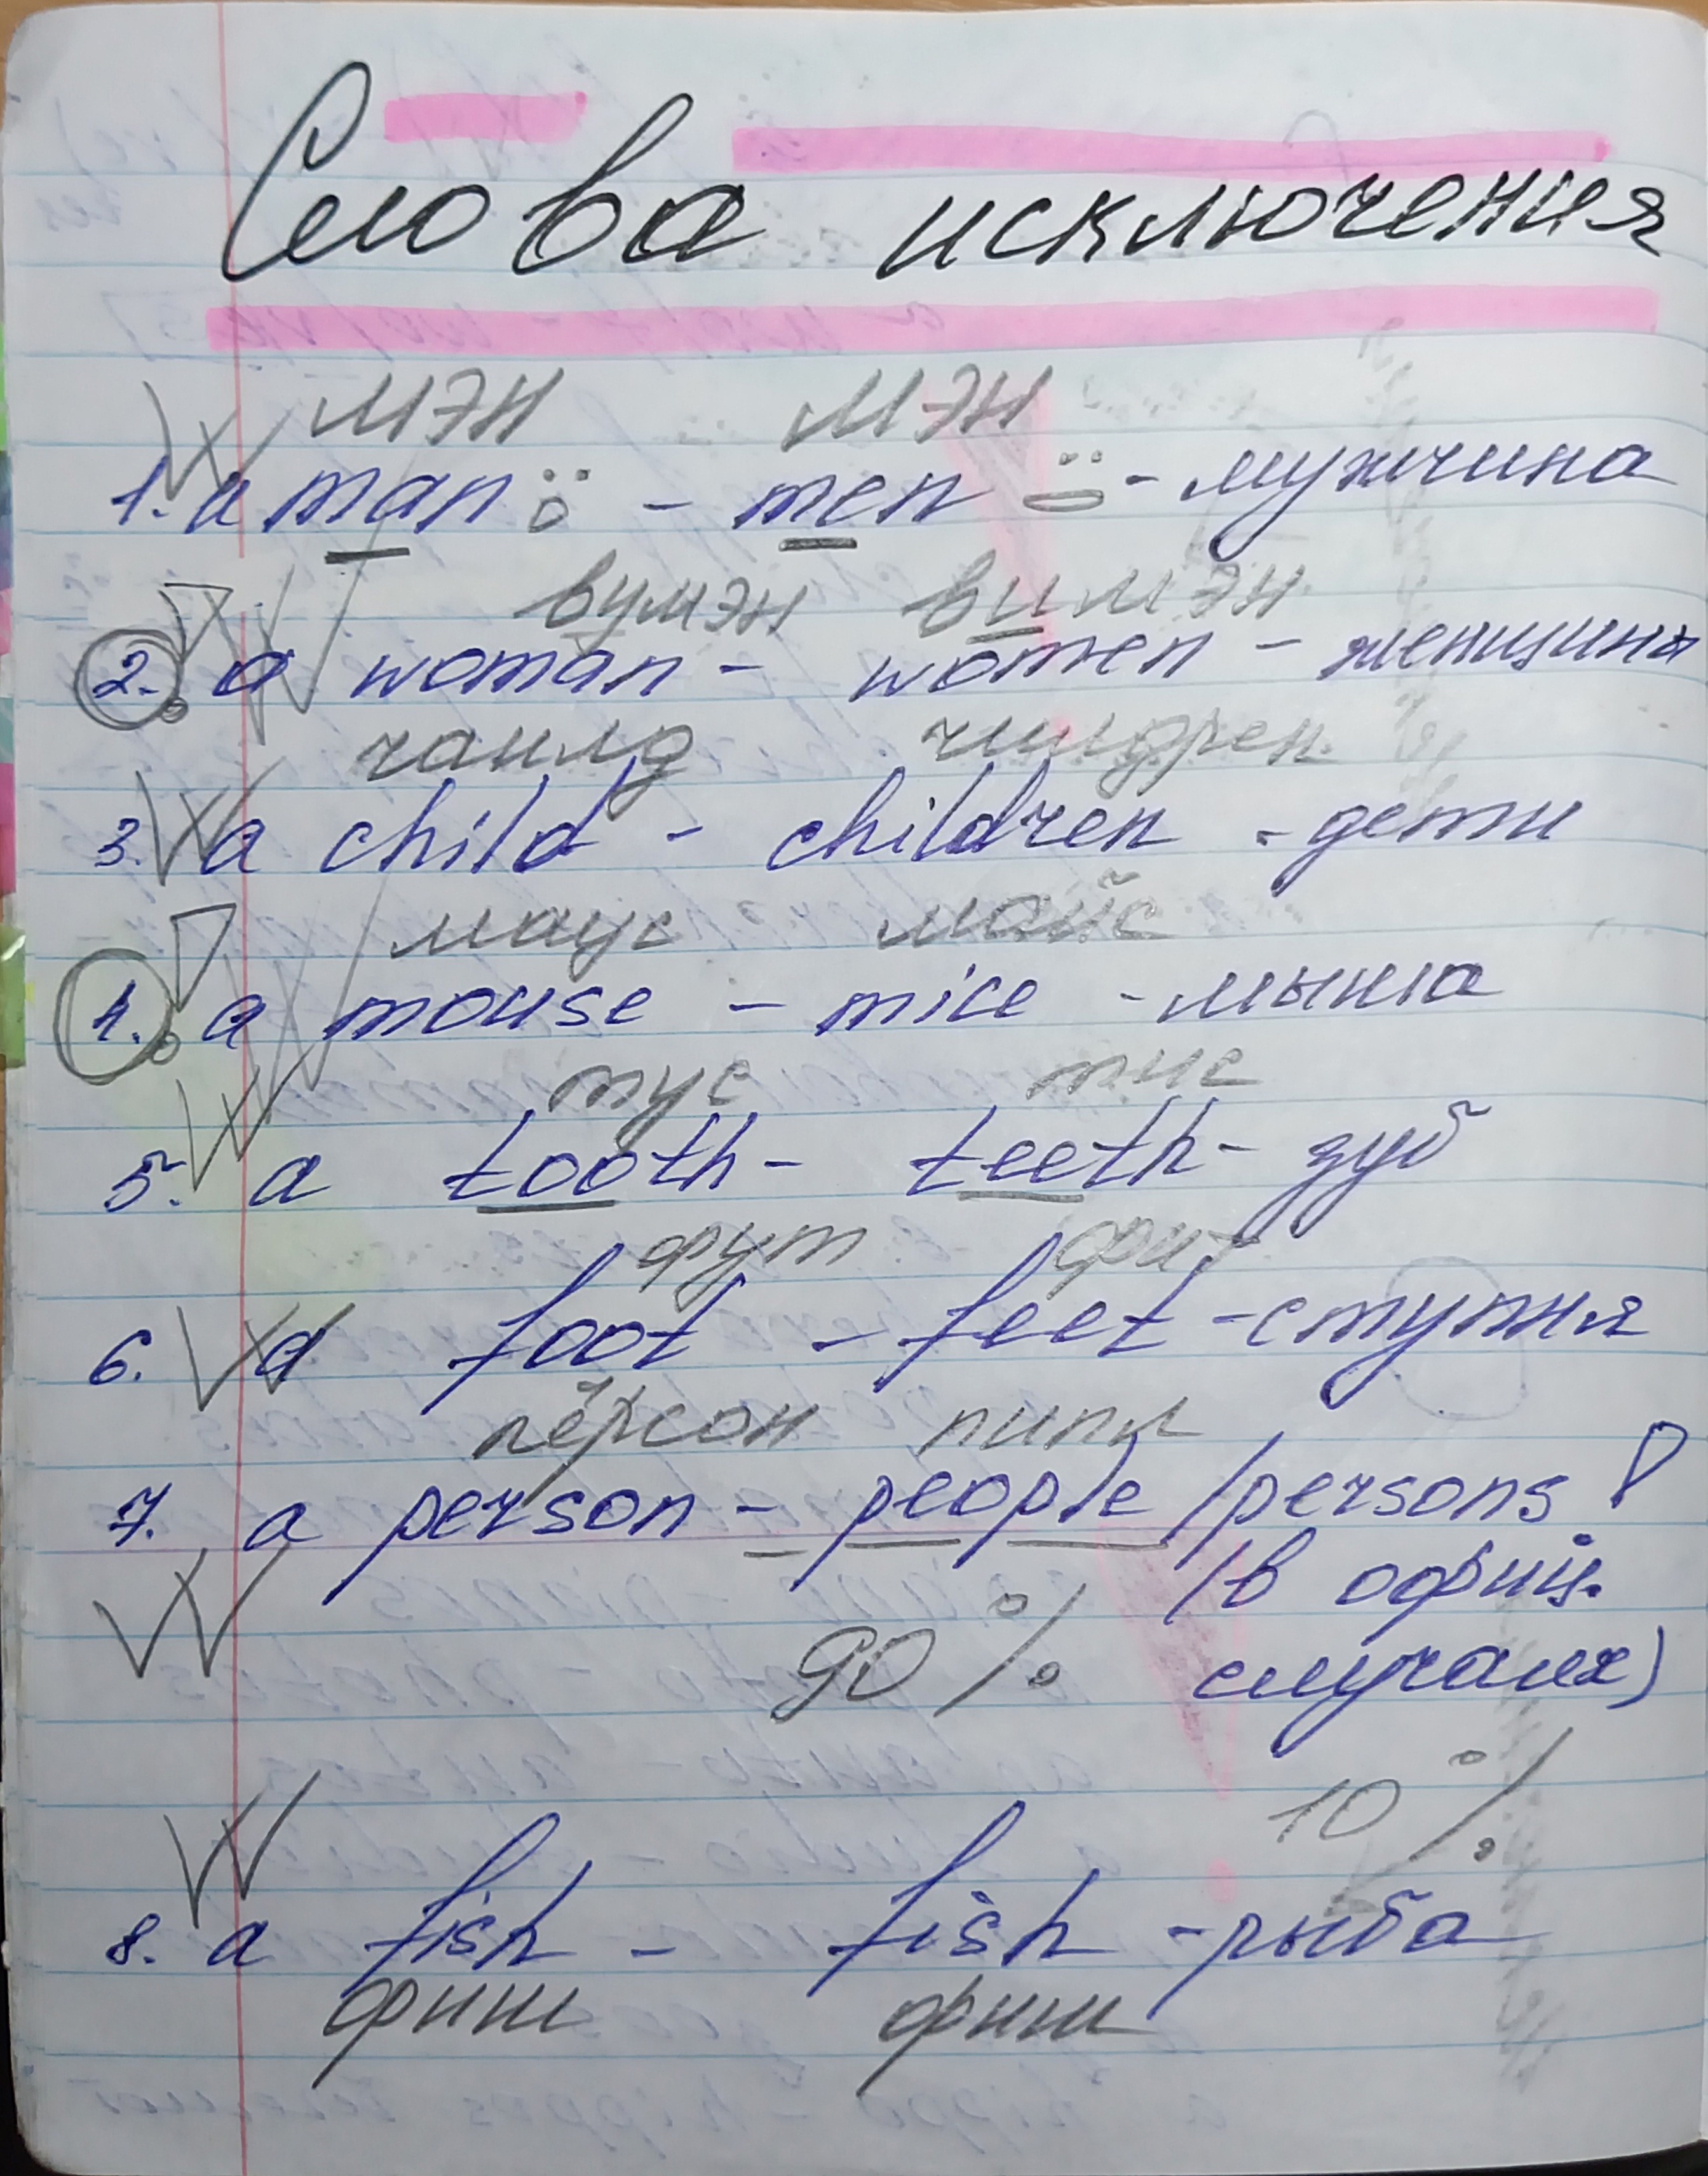 Слова исключения
мэн мэн
1. a man - men - мужчина
вумэн вимэн
2. a woman - women - женщина
чаилд чилдрен
3. a child - children - дети
маус майс
4. a mouse - mice - мышь
тус тис
5. a tooth - teeth - зуб
фут фит
6. a foot - feet - ступня
пёрсон пипл
7. a person - people /persons!
/в офиц.
90% случаях)
10%
8. a fish - fish - рыба
фиш фиш